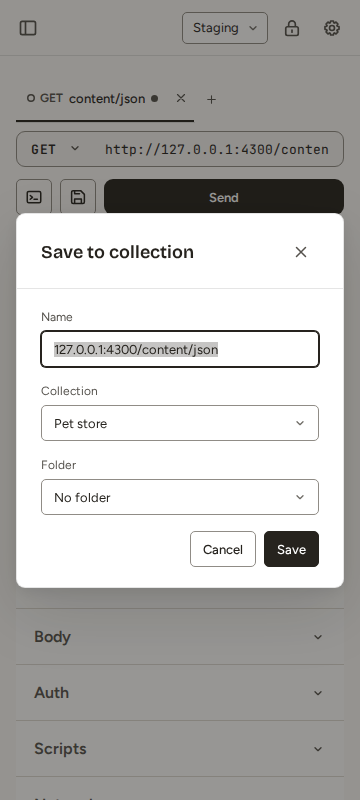 Staging
GET content/json
GET http://127.0.0.1:4300/conten
Send
Save to collection
Name
127.0.0.1:4300/content/json
Collection
Pet store
Folder
No folder
Cancel Save
Body
Auth
Scripts